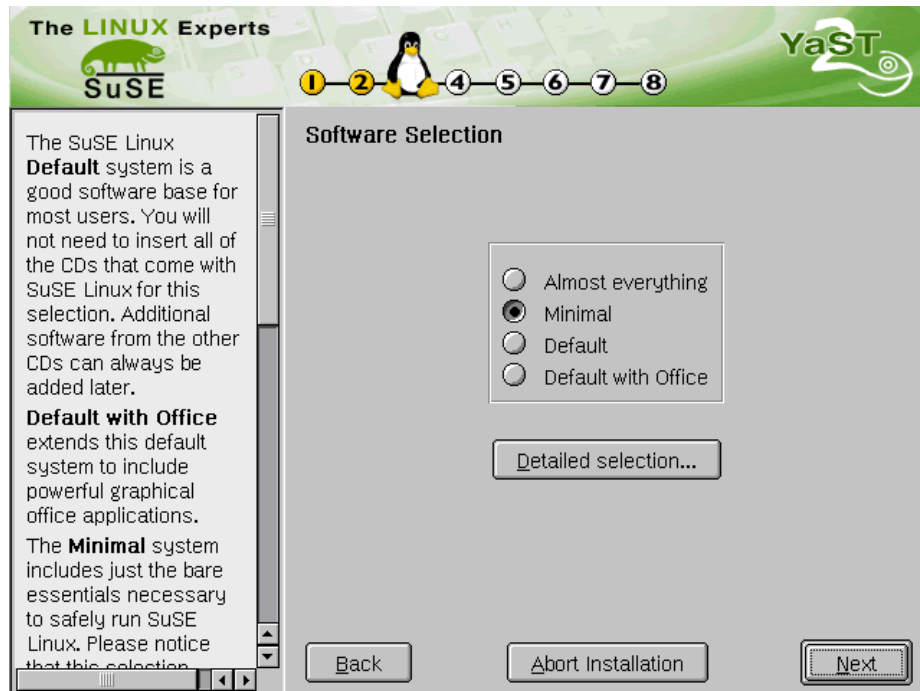 The LINUX Experts
SuSE
1 2 4 5 6 7 8
YaST
2
The SuSE Linux
Default system is a
good software base for
most users. You will
not need to insert all of
the CDs that come with
SuSE Linux for this
selection. Additional
software from the other
CDs can always be
added later.
Default with Office
extends this default
system to include
powerful graphical
office applications.
The Minimal system
includes just the bare
essentials necessary
to safely run SuSE
Linux. Please notice
that this selection
Software Selection
Almost everything
Minimal
Default
Default with Office
Detailed selection...
Back
Abort Installation
Next